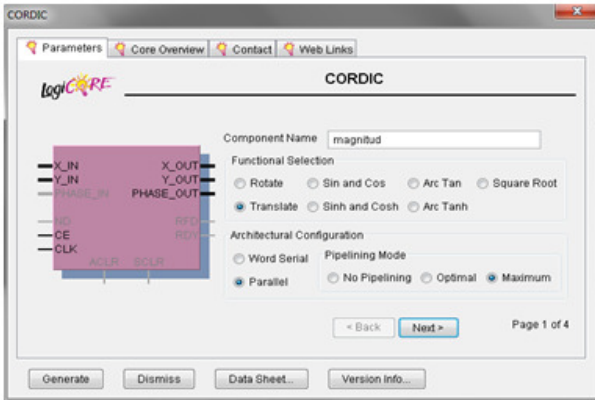 CORDIC
Parameters Core Overview Contact Web Links
LogiCORE
CORDIC
Component Name magnitud
Functional Selection
Rotate Sin and Cos Arc Tan Square Root
Translate Sinh and Cosh Arc Tanh
Architectural Configuration
Word Serial
Parallel
Pipelining Mode
No Pipelining Optimal Maximum
X_IN X_OUT
Y_IN Y_OUT
PHASE_IN PHASE_OUT
ND RFD
CE RDY
CLK
ACLR SCLR
< Back Next > Page 1 of 4
Generate Dismiss Data Sheet... Version Info...